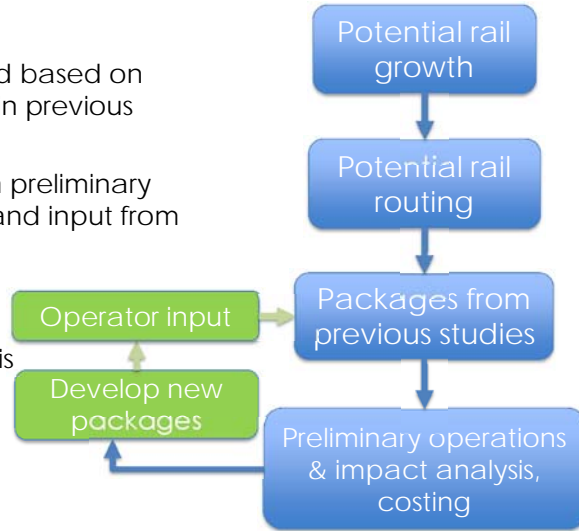 d based on
n previous
preliminary
and input from
is
Potential rail
growth
Potential rail
routing
Packages from
previous studies
Preliminary operations
& impact analysis,
costing
Develop new
packages
Operator input